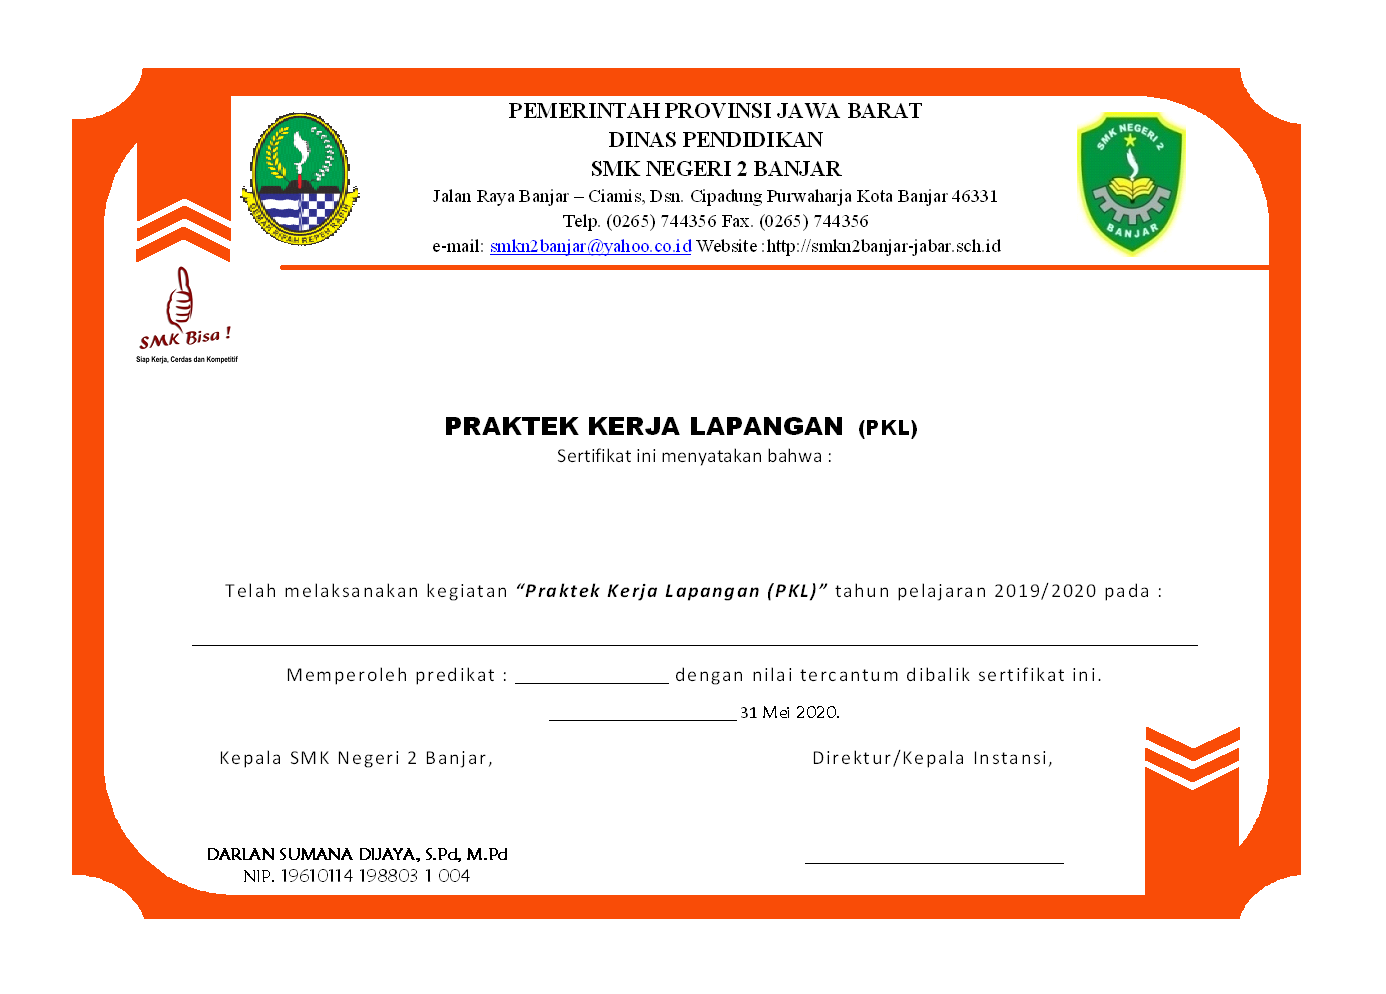 PEMERINTAH PROVINSI JAWA BARAT
DINAS PENDIDIKAN
SMK NEGERI 2 BANJAR
Jalan Raya Banjar – Ciamis, Dsn. Cipadung Purwaharja Kota Banjar 46331
Telp. (0265) 744356 Fax. (0265) 744356
e-mail: smkn2banjar@yahoo.co.id Website :http://smkn2banjar-jabar.sch.id
GEMAH RIPAH REPEH RAPIH
SMK NEGERI 2
BANJAR
SMK Bisa !
Siap Kerja, Cerdas dan Kompetitif
PRAKTEK KERJA LAPANGAN (PKL)
Sertifikat ini menyatakan bahwa :
Telah melaksanakan kegiatan “Praktek Kerja Lapangan (PKL)” tahun pelajaran 2019/2020 pada :
Memperoleh predikat : _______________ dengan nilai tercantum dibalik sertifikat ini.
__________________ 31 Mei 2020.
Kepala SMK Negeri 2 Banjar,
Direktur/Kepala Instansi,
DARLAN SUMANA DIJAYA, S.Pd, M.Pd
NIP. 19610114 198803 1 004